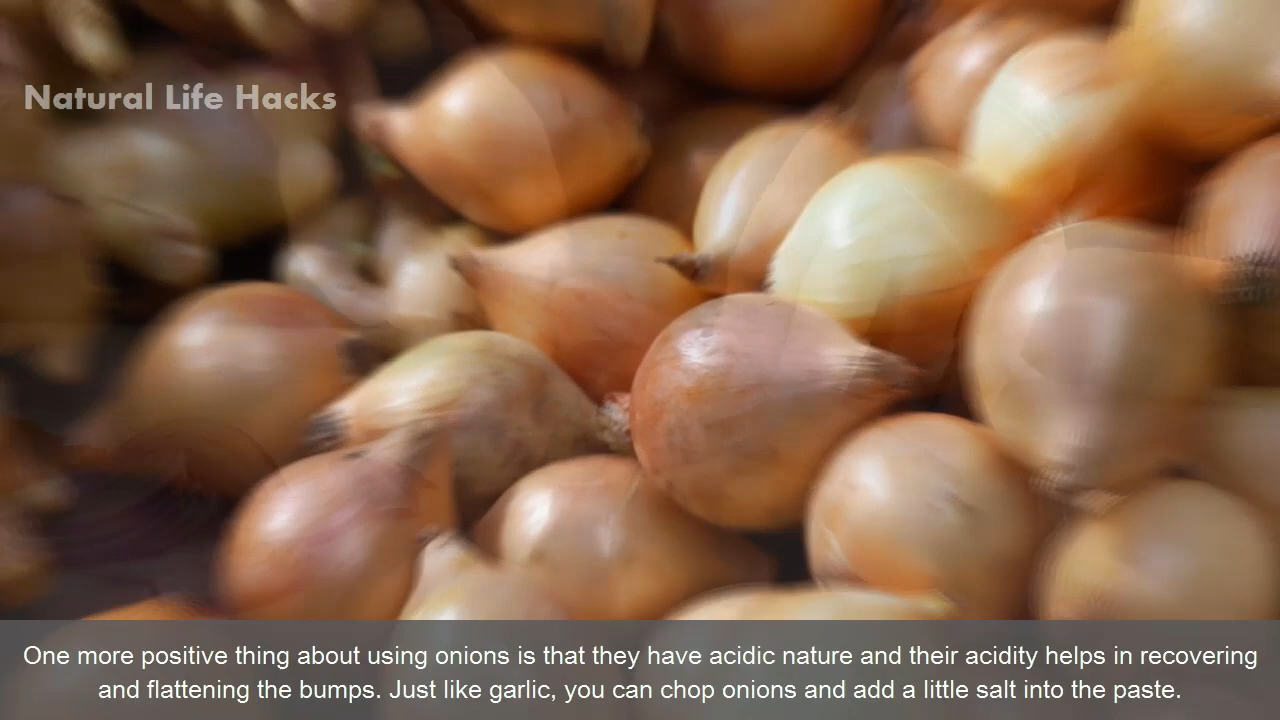 Natural Life Hacks
One more positive thing about using onions is that they have acidic nature and their acidity helps in recovering
and flattening the bumps. Just like garlic, you can chop onions and add a little salt into the paste.